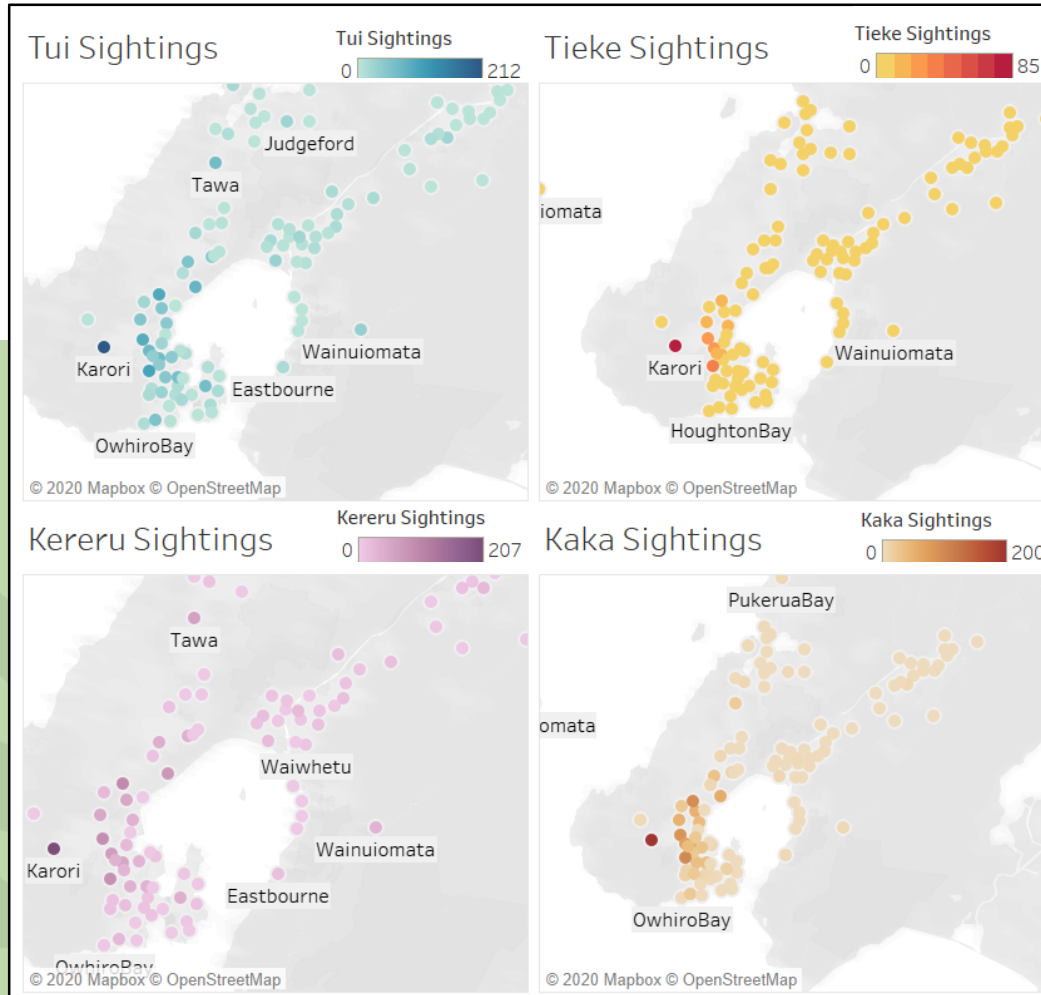 Tui Sightings
Tui Sightings
0
212
Judgeford
Tawa
Karori
Wainuiomata
Eastbourne
OwhiroBay
© 2020 Mapbox © OpenStreetMap
Tieke Sightings
Tieke Sightings
0
85
iomata
Karori
Wainuiomata
HoughtonBay
© 2020 Mapbox © OpenStreetMap
Kereru Sightings
Kereru Sightings
0
207
Tawa
Waiwhetu
Wainuiomata
Karori
Eastbourne
OwhiroBay
© 2020 Mapbox © OpenStreetMap
Kaka Sightings
Kaka Sightings
0
200
PukeruaBay
omata
OwhiroBay
© 2020 Mapbox © OpenStreetMap